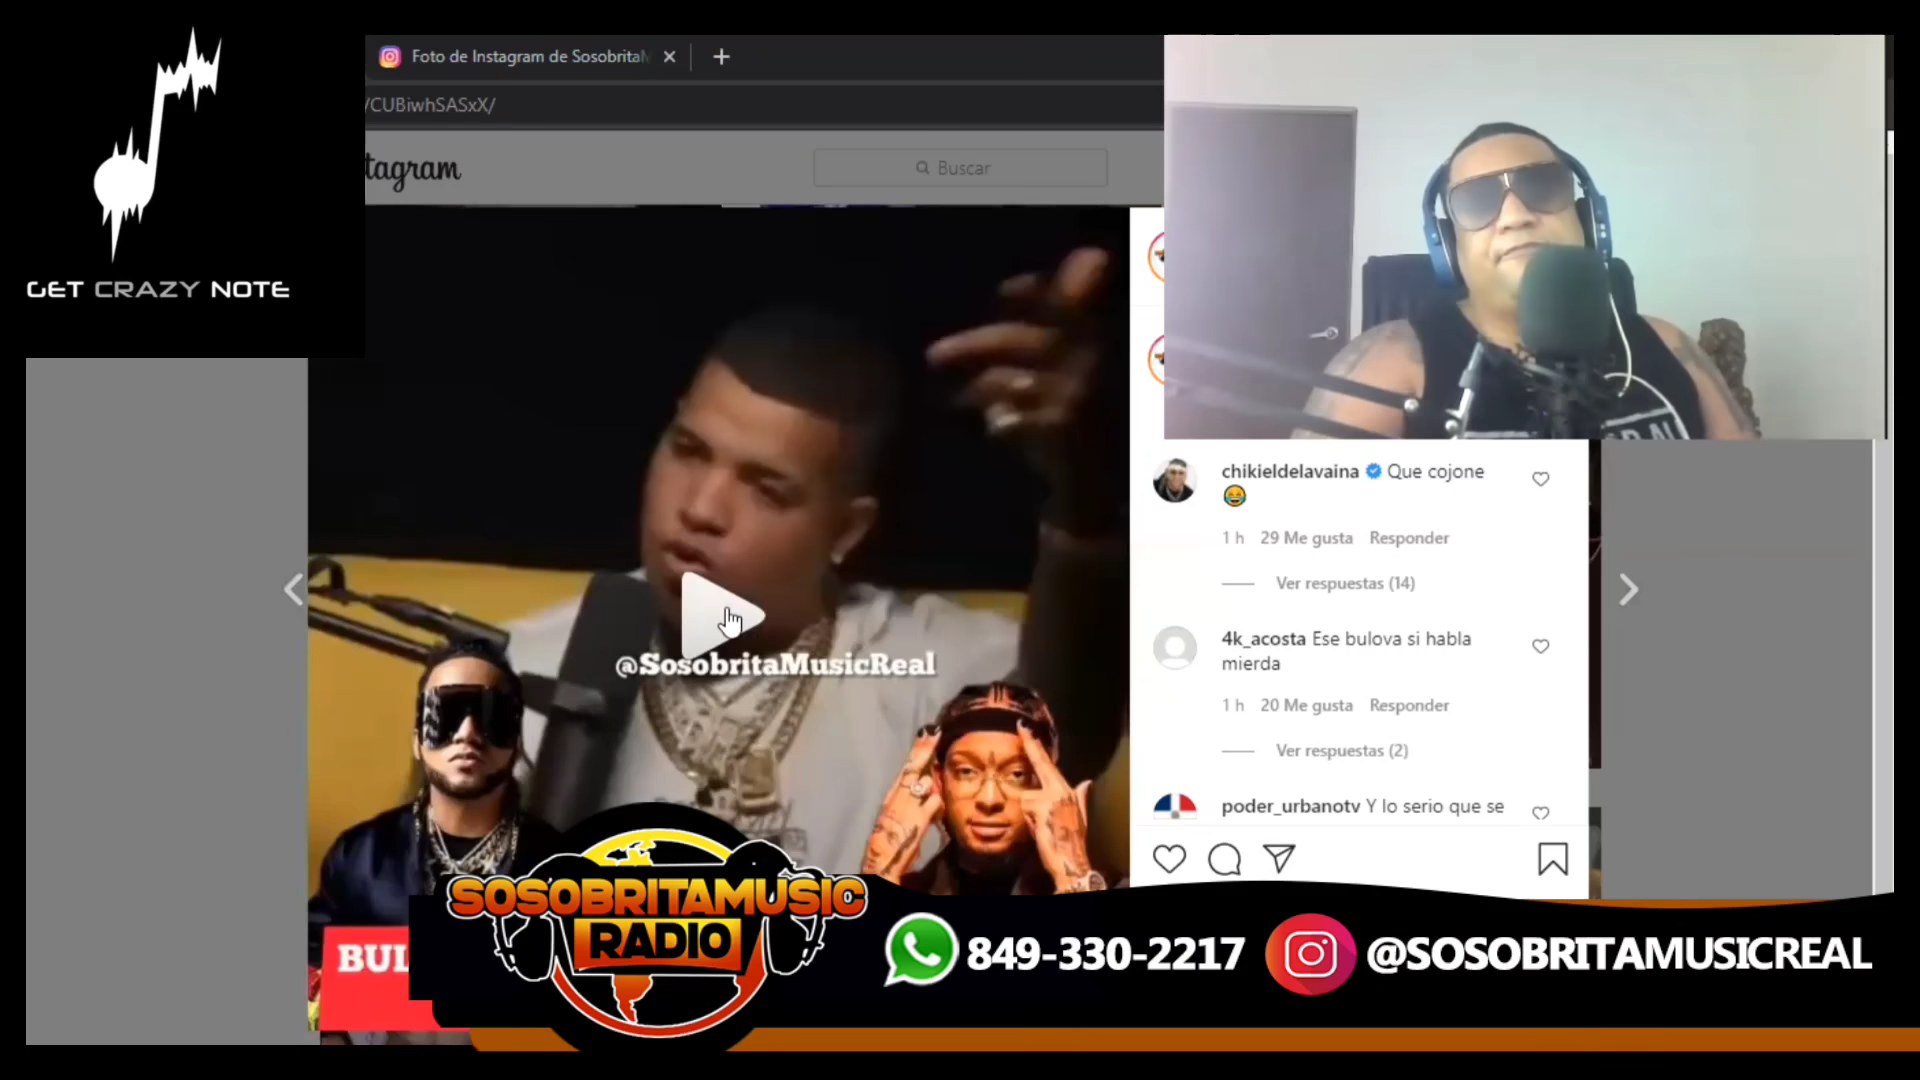 Foto de Instagram de Sosobrita
/CUBiwhSASxX/
tagram
Buscar
GET CRAZY NOTE
chikieldelavaina Que cojone
😂
1 h 29 Me gusta Responder
Ver respuestas (14)
4k_acosta Ese bulova si habla
mierda
1 h 20 Me gusta Responder
Ver respuestas (2)
poder_urbanotv Y lo serio que se
@SosobritaMusicReal
BUL
SOSOBRITAMUSIC
RADIO
849-330-2217
@SOSOBRITAMUSICREAL